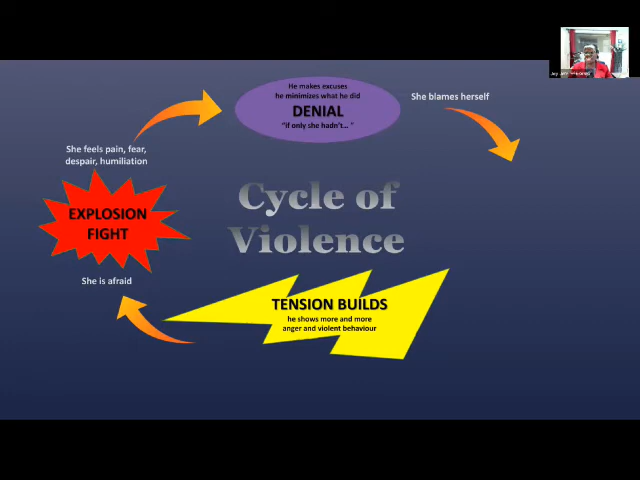 He makes excuses
he minimizes what he did
DENIAL
"if only she hadn't... "
She blames herself
She feels pain, fear,
despair, humiliation
Cycle of
Violence
EXPLOSION
FIGHT
She is afraid
TENSION BUILDS
he shows more and more
anger and violent behaviour